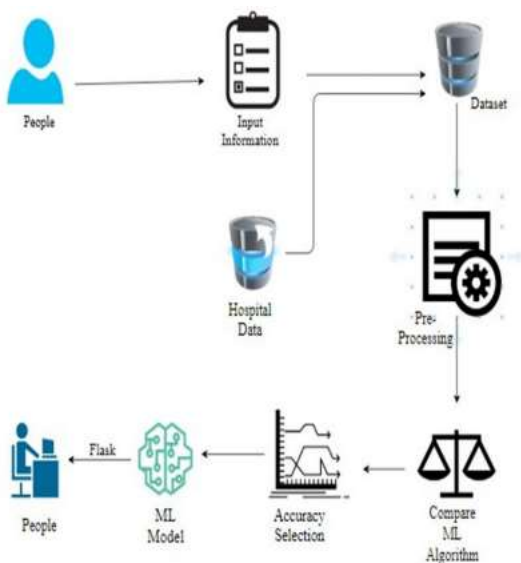 People
Input
Information
Dataset
Hospital
Data
Pre-
Processing
Flask
People
ML
Model
Accuracy
Selection
Compare
ML
Algorithm